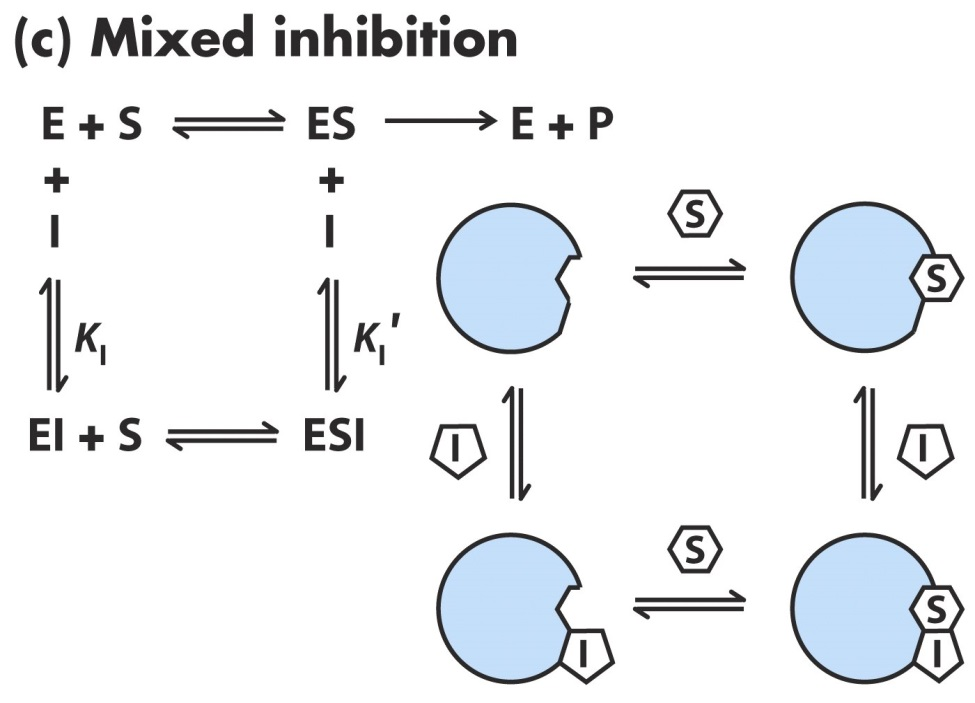 (c) Mixed inhibition
E + S ⇌ ES → E + P
+ +
I I
K_I K_I'
EI + S ⇌ ESI
S
S
I I
S
S
I I